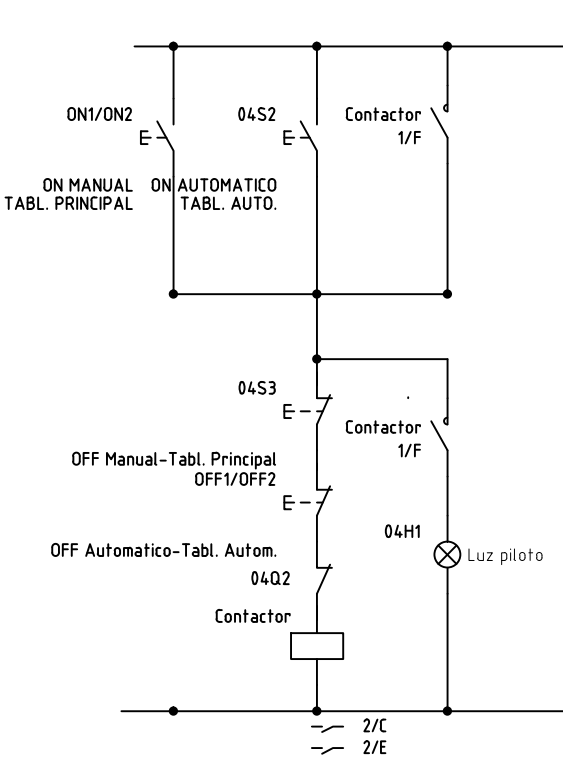 ON1/ON2
04S2
Contactor
1/F
ON MANUAL
TABL. PRINCIPAL
ON AUTOMATICO
TABL. AUTO.
04S3
Contactor
1/F
OFF Manual-Tabl. Principal
OFF1/OFF2
04H1
Luz piloto
OFF Automatico-Tabl. Autom.
04Q2
Contactor
2/C
2/E